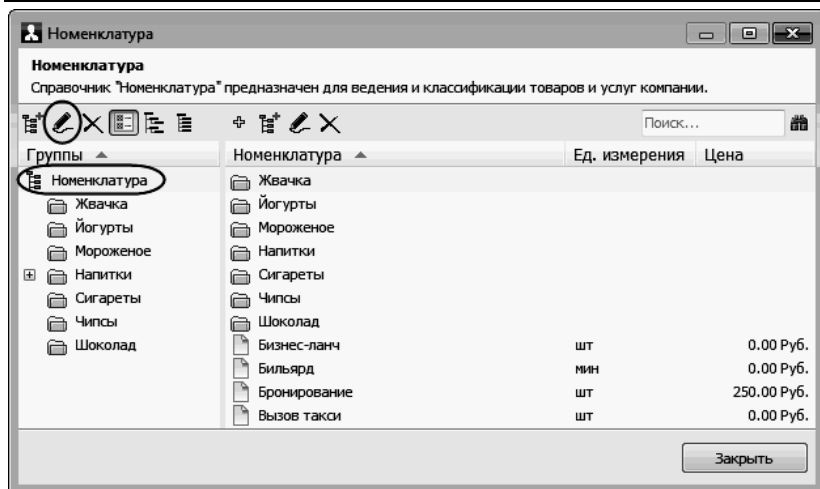 Номенклатура
Номенклатура
Справочник "Номенклатура" предназначен для ведения и классификации товаров и услуг компании.
Поиск...
Группы Номенклатура Ед. измерения Цена
Номенклатура Жвачка
Жвачка Йогурты
Йогурты Мороженое
Мороженое Напитки
Напитки Сигареты
Сигареты Чипсы
Чипсы Шоколад
Шоколад Бизнес-ланч шт 0.00 Руб.
Бильярд мин 0.00 Руб.
Бронирование шт 250.00 Руб.
Вызов такси шт 0.00 Руб.
Закрыть